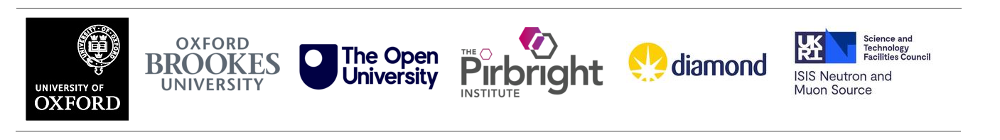 UNIVERSITY OF OXFORD
UNIVERSITY OF
OXFORD
OXFORD
BROOKES
UNIVERSITY
The Open
University
THE
Pirbright
INSTITUTE
diamond
UK
RI
Science and
Technology
Facilities Council
ISIS Neutron and
Muon Source